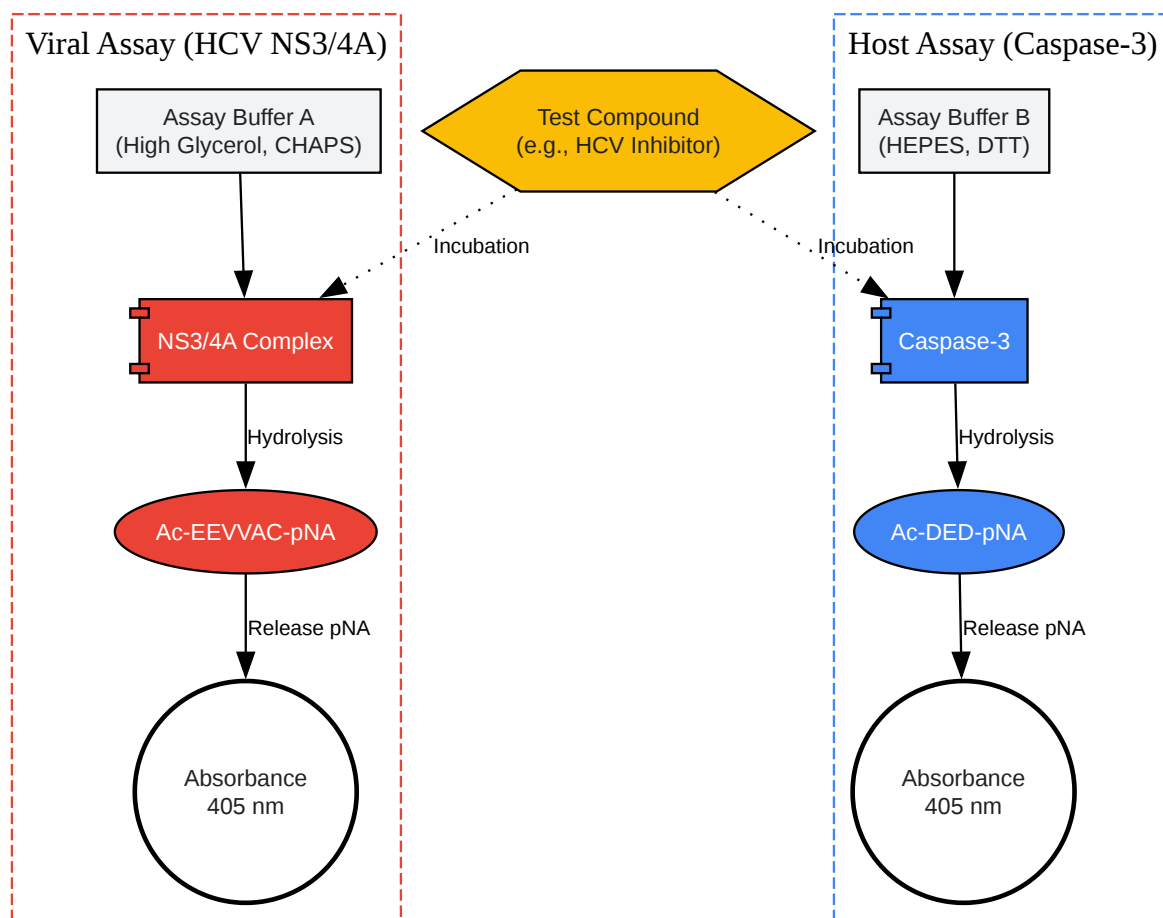 Viral Assay (HCV NS3/4A)
Host Assay (Caspase-3)
Assay Buffer A
(High Glycerol, CHAPS)
Test Compound
(e.g., HCV Inhibitor)
Assay Buffer B
(HEPES, DTT)
Incubation
Incubation
NS3/4A Complex
Caspase-3
Hydrolysis
Hydrolysis
Ac-EEVVAC-pNA
Ac-DED-pNA
Release pNA
Release pNA
Absorbance
405 nm
Absorbance
405 nm